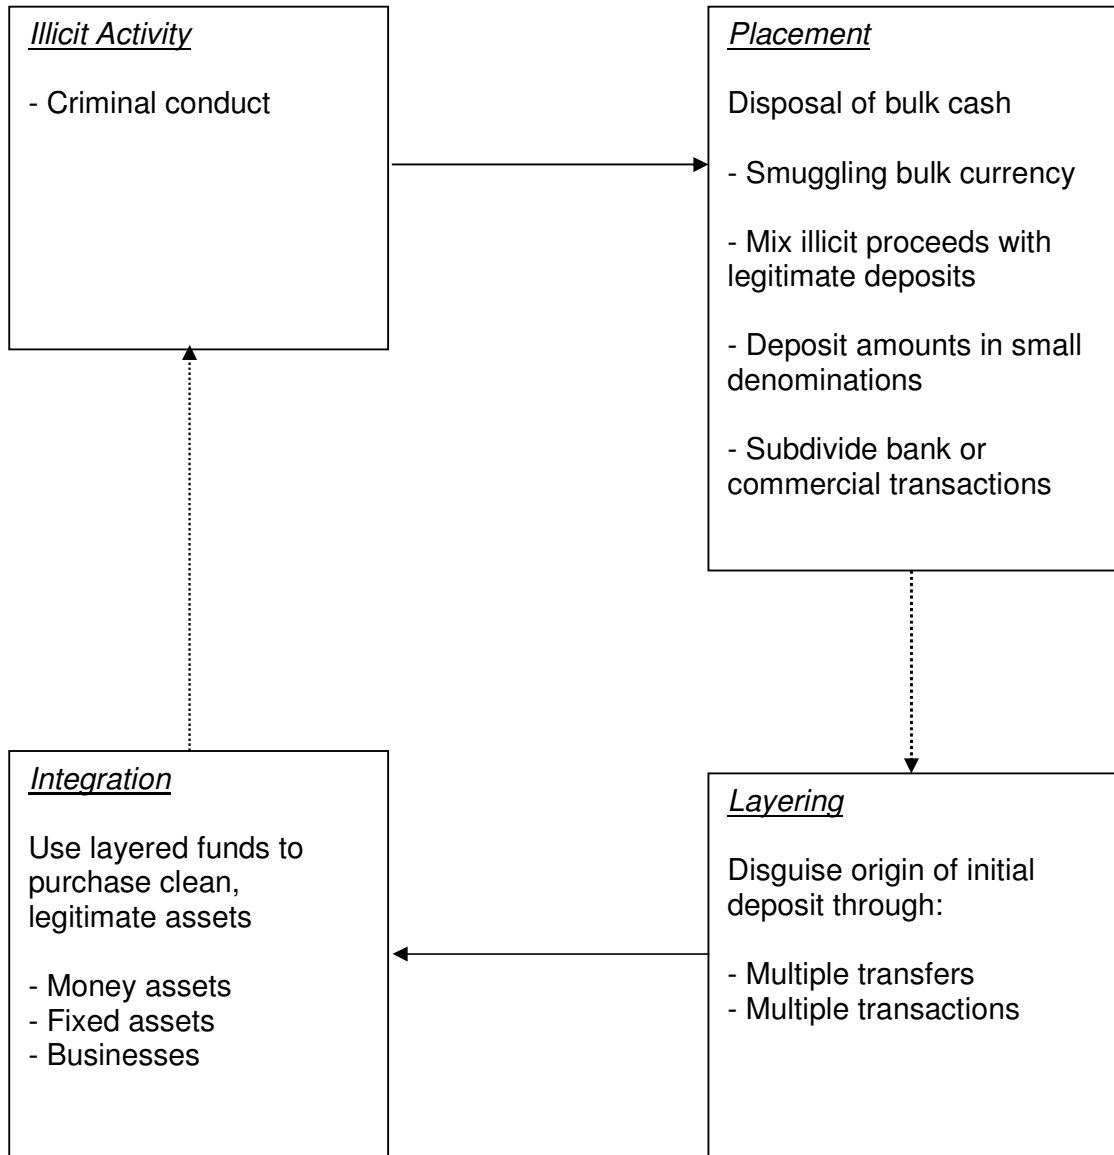 Illicit Activity
- Criminal conduct
Placement
Disposal of bulk cash
- Smuggling bulk currency
- Mix illicit proceeds with
legitimate deposits
- Deposit amounts in small
denominations
- Subdivide bank or
commercial transactions
Layering
Disguise origin of initial
deposit through:
- Multiple transfers
- Multiple transactions
Integration
Use layered funds to
purchase clean,
legitimate assets
- Money assets
- Fixed assets
- Businesses